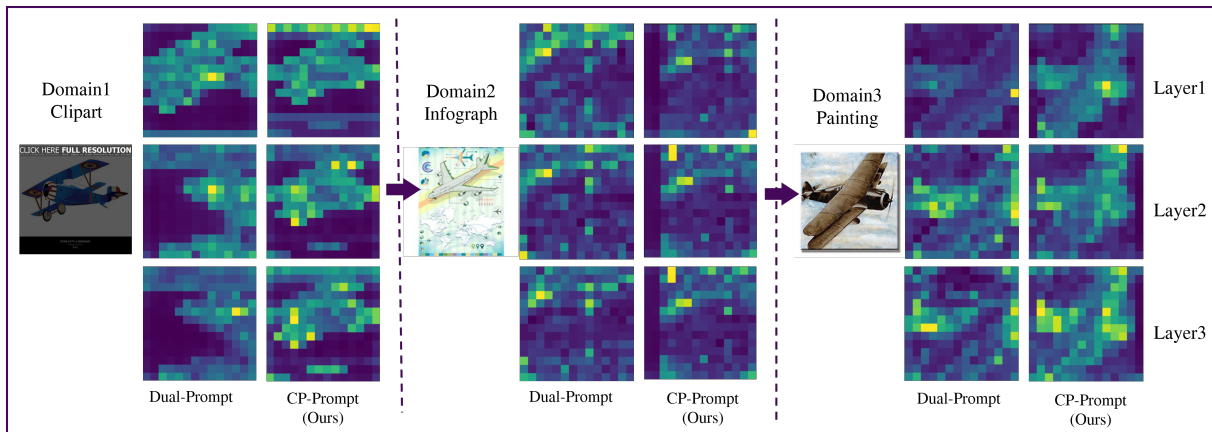 Domain1
Clipart
CLICK HERE FULL RESOLUTION
Dual-Prompt
CP-Prompt
(Ours)
Domain2
Infograph
Dual-Prompt
CP-Prompt
(Ours)
Domain3
Painting
Dual-Prompt
CP-Prompt
(Ours)
Layer1
Layer2
Layer3